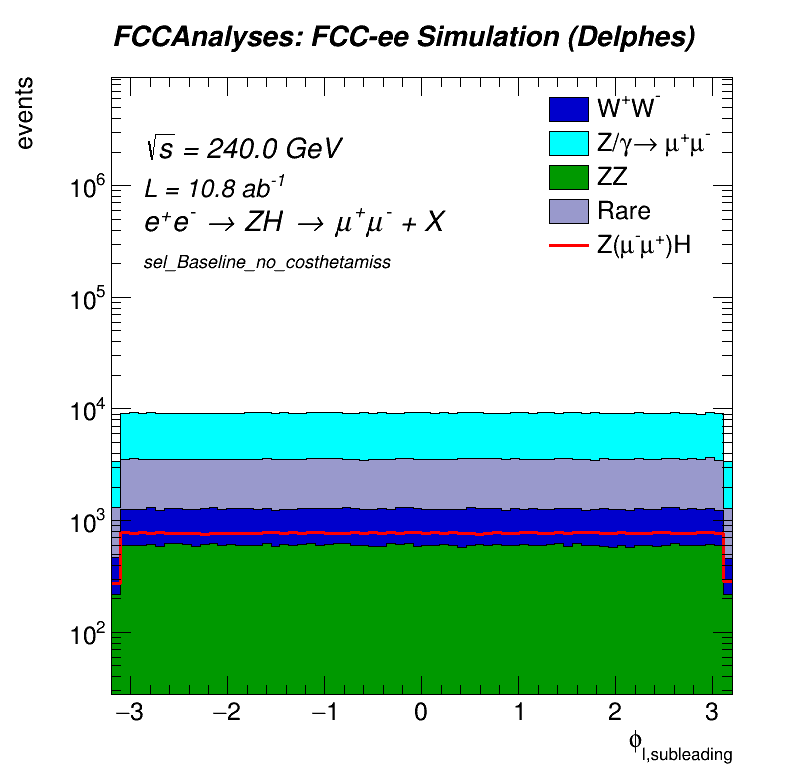 FCCAnalyses: FCC-ee Simulation (Delphes)
events
√s = 240.0 GeV
L = 10.8 ab⁻¹
e⁺e⁻ → ZH → μ⁺μ⁻ + X
sel_Baseline_no_costhetamiss
W⁺W⁻
Z/γ→ μ⁺μ⁻
ZZ
Rare
Z(μ⁻μ⁺)H
10⁶
10⁵
10⁴
10³
10²
−3 −2 −1 0 1 2 3
ϕl,subleading